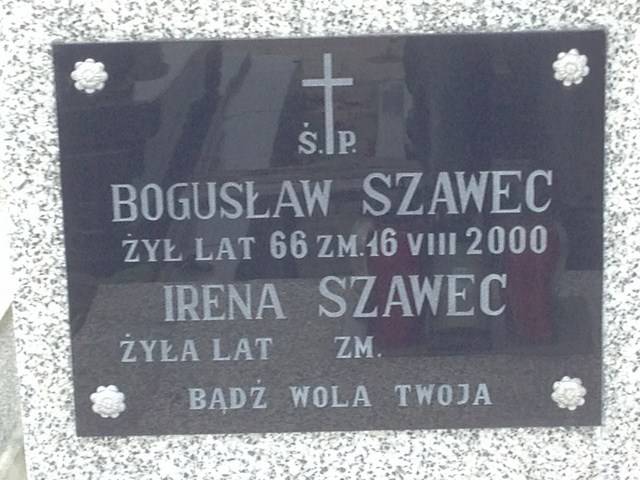 Ś.P.
BOGUSŁAW SZAWEC
ŻYŁ LAT 66 ZM. 16 VIII 2000
IRENA SZAWEC
ŻYŁA LAT ZM.
BĄDŹ WOLA TWOJA